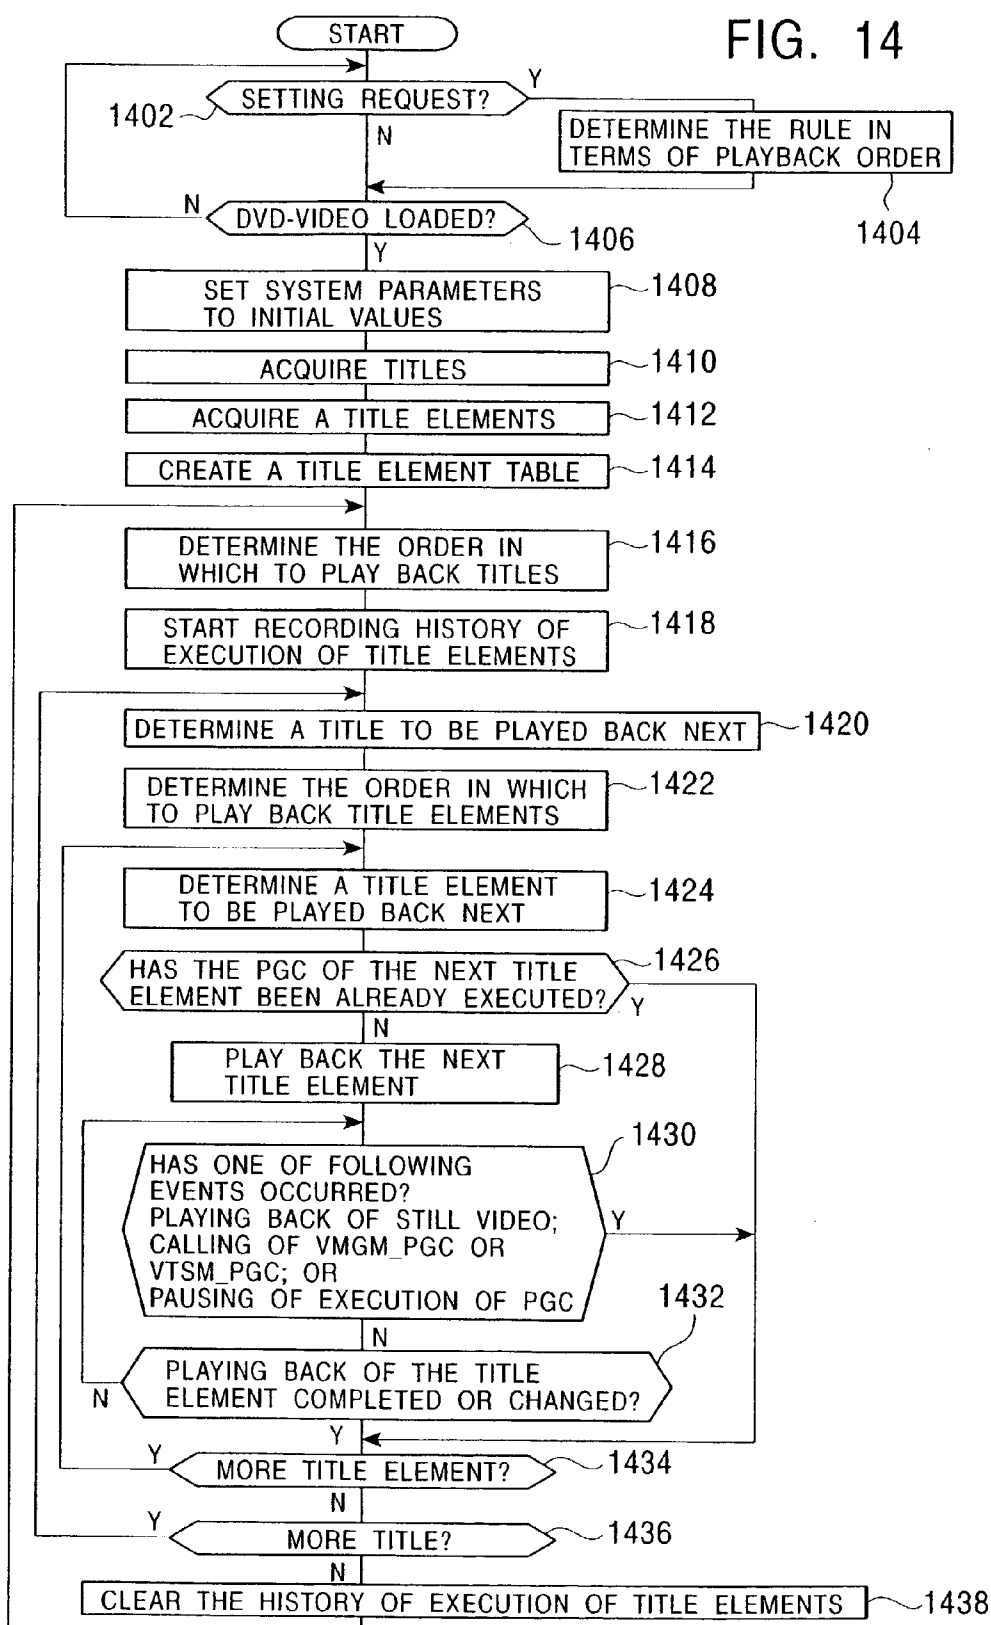 START
FIG. 14
Y
1402
SETTING REQUEST?
N
DETERMINE THE RULE IN
TERMS OF PLAYBACK ORDER
1404
N
DVD-VIDEO LOADED?
1406
Y
SET SYSTEM PARAMETERS
TO INITIAL VALUES
1408
ACQUIRE TITLES
1410
ACQUIRE A TITLE ELEMENTS
1412
CREATE A TITLE ELEMENT TABLE
1414
DETERMINE THE ORDER IN
WHICH TO PLAY BACK TITLES
1416
START RECORDING HISTORY OF
EXECUTION OF TITLE ELEMENTS
1418
DETERMINE A TITLE TO BE PLAYED BACK NEXT
1420
DETERMINE THE ORDER IN WHICH
TO PLAY BACK TITLE ELEMENTS
1422
DETERMINE A TITLE ELEMENT
TO BE PLAYED BACK NEXT
1424
HAS THE PGC OF THE NEXT TITLE
ELEMENT BEEN ALREADY EXECUTED?
1426
Y
N
PLAY BACK THE NEXT
TITLE ELEMENT
1428
1430
HAS ONE OF FOLLOWING
EVENTS OCCURRED?
PLAYING BACK OF STILL VIDEO;
CALLING OF VMGM_PGC OR
VTSM_PGC; OR
PAUSING OF EXECUTION OF PGC
Y
N
1432
PLAYING BACK OF THE TITLE
ELEMENT COMPLETED OR CHANGED?
N
Y
Y
MORE TITLE ELEMENT?
1434
N
Y
MORE TITLE?
1436
N
CLEAR THE HISTORY OF EXECUTION OF TITLE ELEMENTS
1438